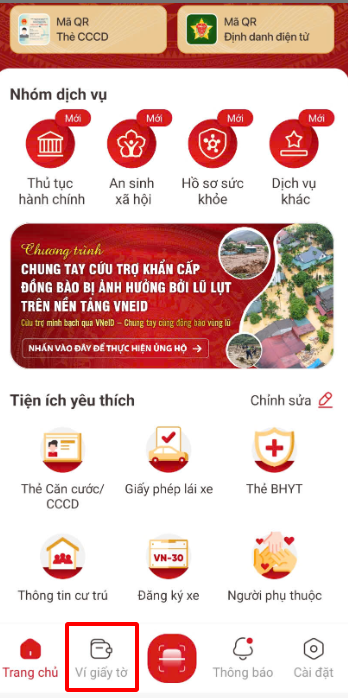 Mã QR
Thẻ CCCD
Mã QR
Định danh điện tử
Nhóm dịch vụ
Mới
Mới
Mới
Mới
Thủ tục
hành chính
An sinh
xã hội
Hồ sơ sức
khỏe
Dịch vụ
khác
Chương trình
CHUNG TAY CỨU TRỢ KHẨN CẤP
ĐỒNG BÀO BỊ ẢNH HƯỞNG BỞI LŨ LỤT
TRÊN NỀN TẢNG VNEID
Cứu trợ minh bạch qua VNeID – Chung tay cùng đồng bào vùng lũ
NHẤN VÀO ĐÂY ĐỂ THỰC HIỆN ỦNG HỘ →
Tiện ích yêu thích
Chỉnh sửa
Thẻ Căn cước/
CCCD
Giấy phép lái xe
Thẻ BHYT
VN-30
Thông tin cư trú
Đăng ký xe
Người phụ thuộc
Trang chủ
Ví giấy tờ
Thông báo
Cài đặt